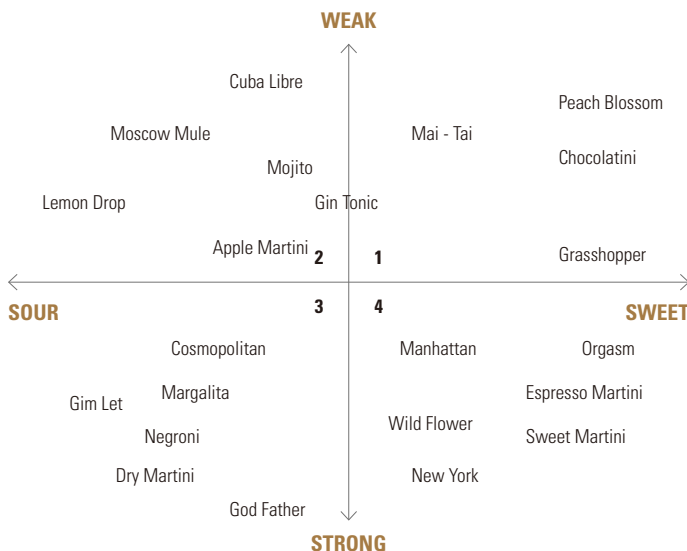 WEAK
Cuba Libre
Peach Blossom
Moscow Mule
Mai - Tai
Mojito
Chocolatini
Lemon Drop
Gin Tonic
Apple Martini
2
1
Grasshopper
SOUR
3
4
SWEET
Cosmopolitan
Manhattan
Orgasm
Gim Let
Margalita
Espresso Martini
Negroni
Wild Flower
Sweet Martini
Dry Martini
New York
God Father
STRONG